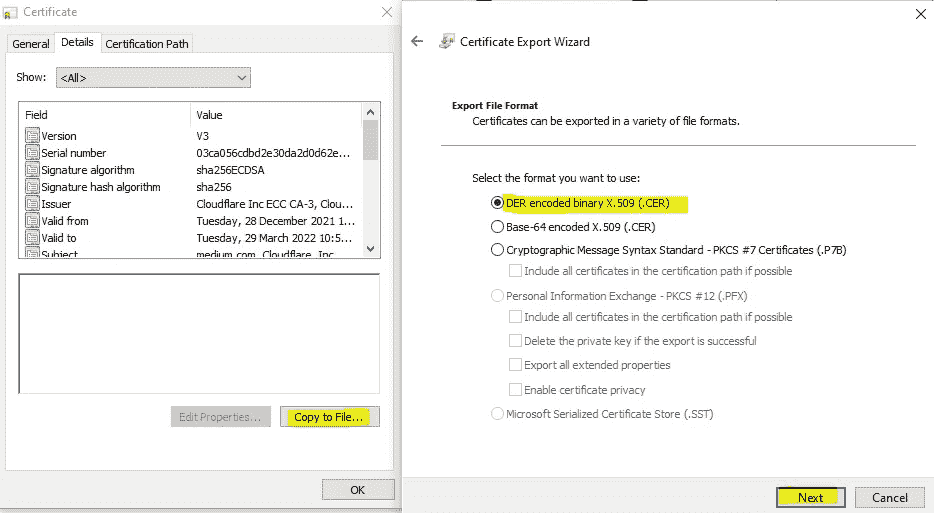 Certificate
General Details Certification Path
Show: <All>
Field Value
Version V3
Serial number 03ca056cdbd2e30da2d0d62e...
Signature algorithm sha256ECDSA
Signature hash algorithm sha256
Issuer Cloudflare Inc ECC CA-3, Clou...
Valid from Tuesday, 28 December 2021 1...
Valid to Tuesday, 29 March 2022 10:5...
Subject medium.com, Cloudflare, Inc
Edit Properties...
Copy to File...
OK
Certificate Export Wizard
Export File Format
Certificates can be exported in a variety of file formats.
Select the format you want to use:
DER encoded binary X.509 (.CER)
Base-64 encoded X.509 (.CER)
Cryptographic Message Syntax Standard - PKCS #7 Certificates (.P7B)
Include all certificates in the certification path if possible
Personal Information Exchange - PKCS #12 (.PFX)
Include all certificates in the certification path if possible
Delete the private key if the export is successful
Export all extended properties
Enable certificate privacy
Microsoft Serialized Certificate Store (.SST)
Next
Cancel